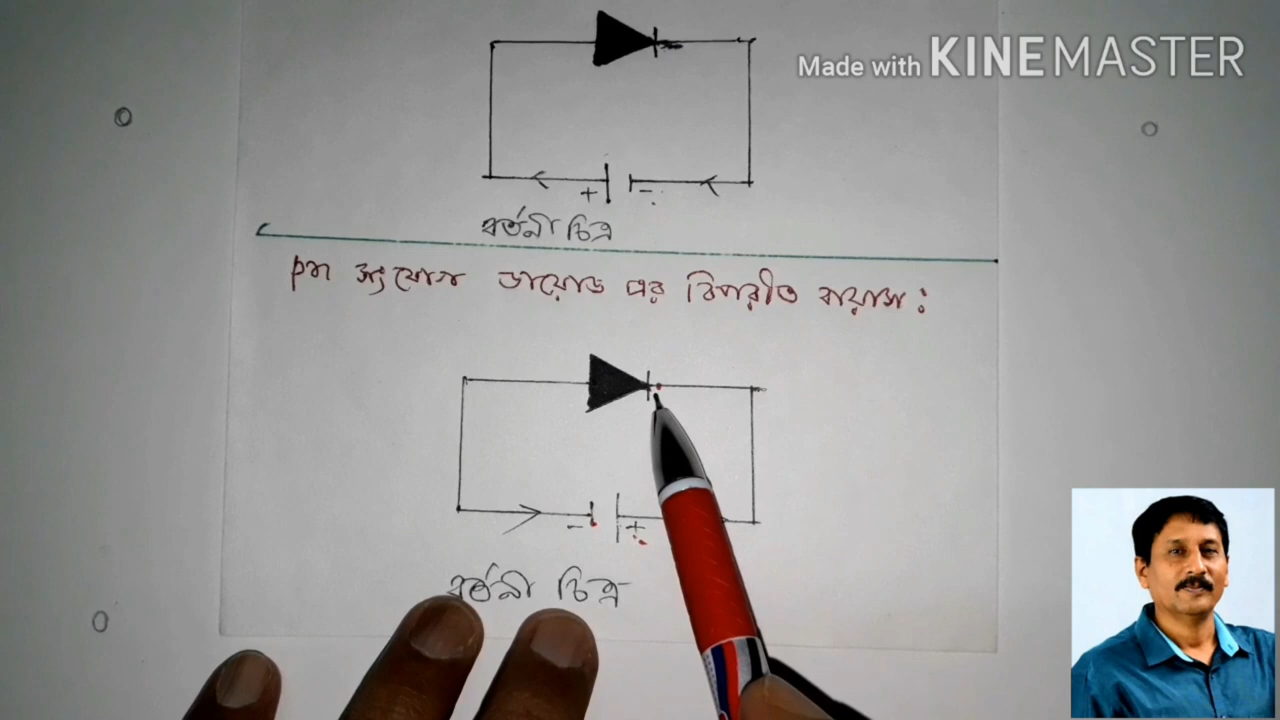 Made with KINEMASTER
+ -
বর্তনী চিত্র
pn সংযোগ ডায়োড এর বিপরীত বায়াস :
- +
বর্তনী চিত্র